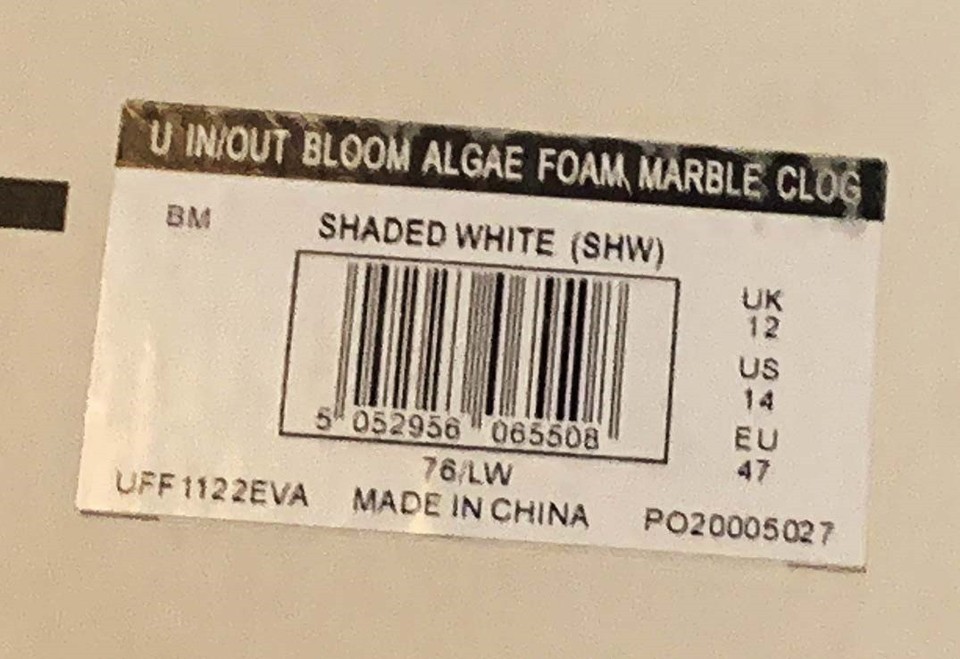 U IN/OUT BLOOM ALGAE FOAM MARBLE CLOG
BM
SHADED WHITE (SHW)
UK
12
US
14
EU
47
5 052956 065508
76/LW
UFF1122EVA MADE IN CHINA PO20005027